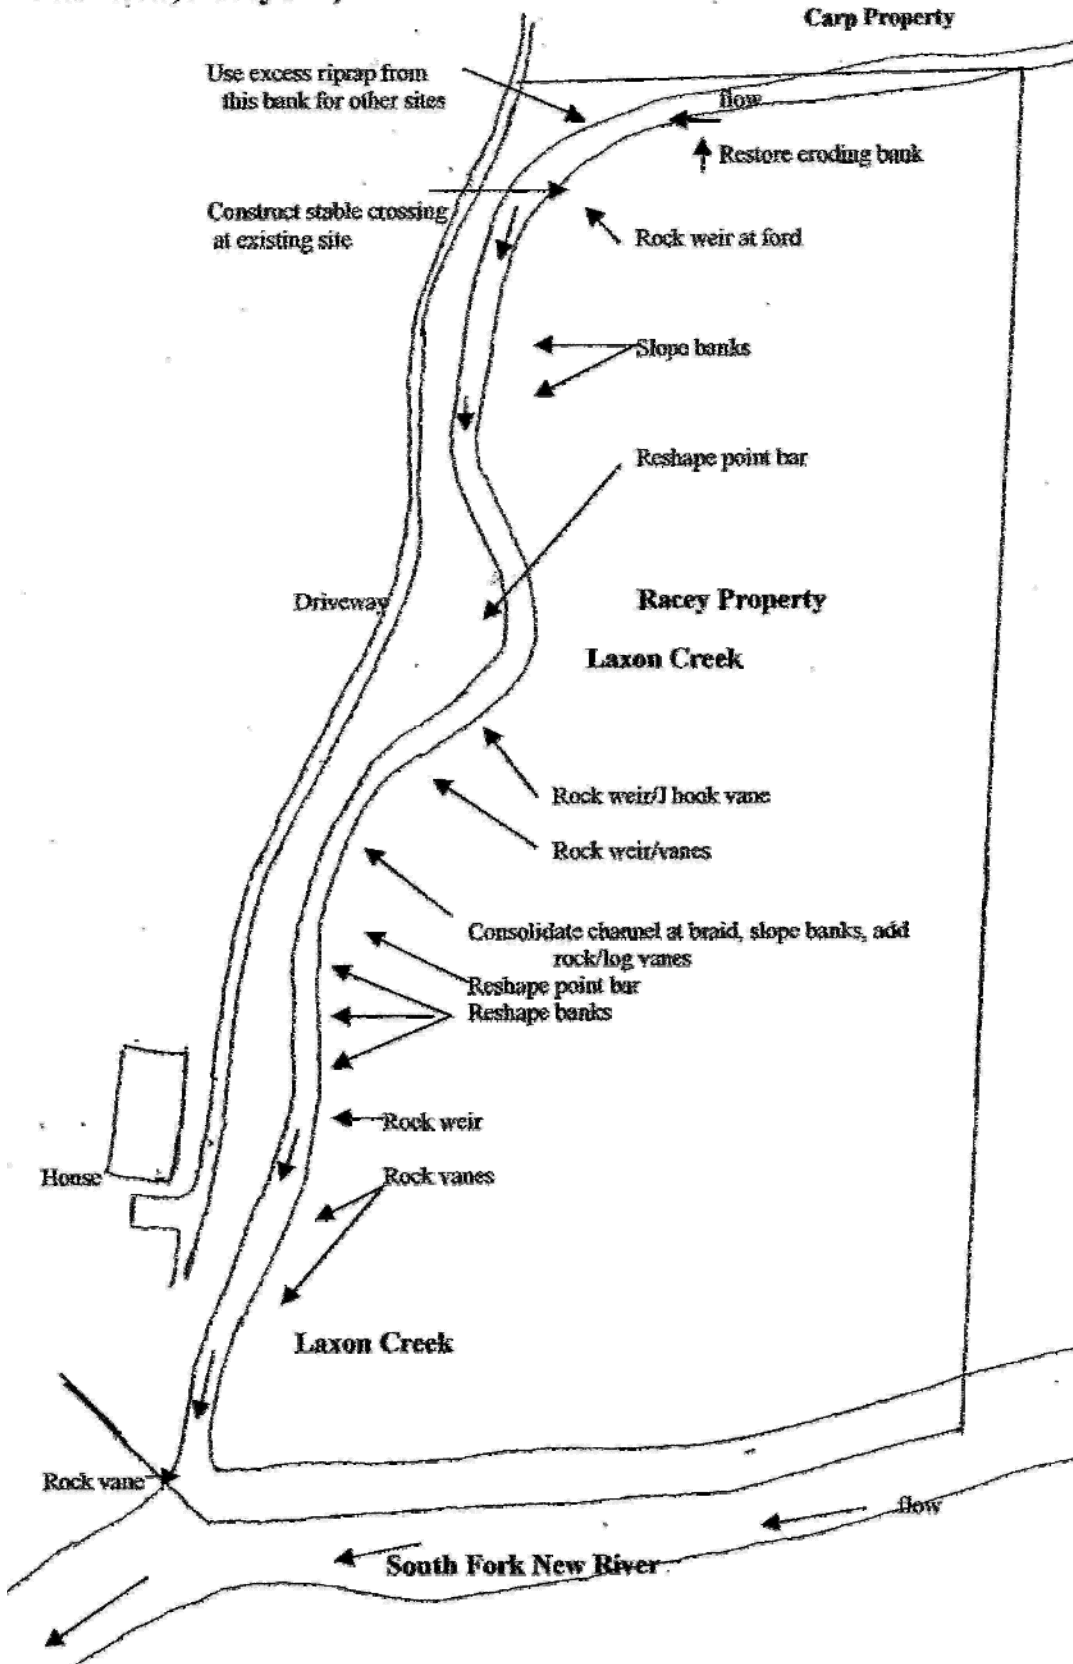 Carp Property
Use excess riprap from
this bank for other sites
flow
Restore eroding bank
Construct stable crossing
at existing site
Rock weir at ford
Slope banks
Reshape point bar
Driveway
Racey Property
Laxon Creek
Rock weir/J hook vane
Rock weir/vanes
Consolidate channel at braid, slope banks, add
rock/log vanes
Reshape point bar
Reshape banks
Rock weir
House
Rock vanes
Laxon Creek
Rock vane
flow
South Fork New River